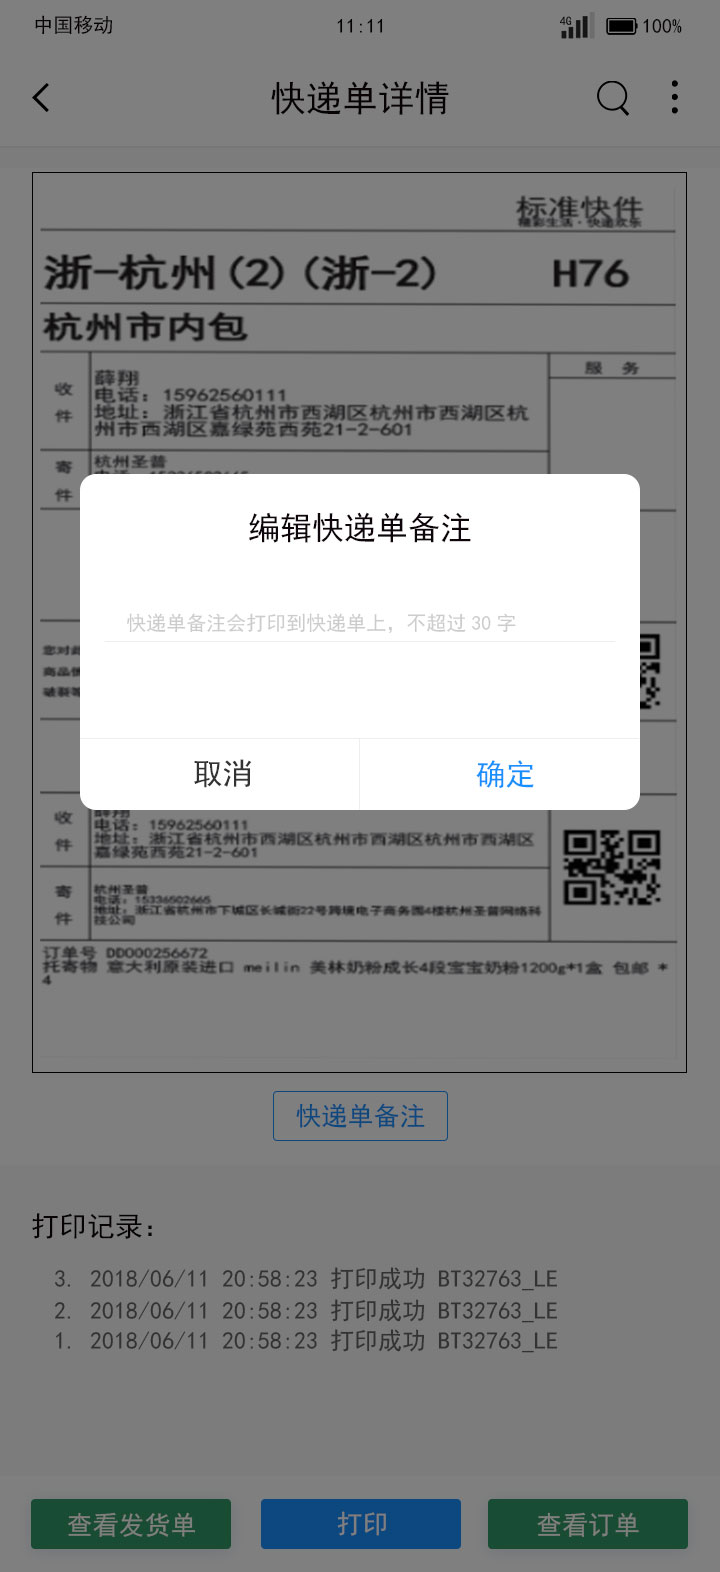 中国移动 11:11 4G 100%
快递单详情
标准快件
精彩生活·快递欢乐
浙-杭州(2)(浙-2) H76
杭州市内包
服 务
收件
薛翔
电话: 15962560111
地址: 浙江省杭州市西湖区杭州市西湖区杭
州市西湖区嘉绿苑西苑21-2-601
寄件
杭州圣普
编辑快递单备注
快递单备注会打印到快递单上，不超过 30 字
您对此
商品
破裂等
取消 确定
收件
薛翔
电话: 15962560111
地址: 浙江省杭州市西湖区杭州市西湖区杭州市西湖区
嘉绿苑西苑21-2-601
寄件
杭州圣普
电话: 15336502665
地址: 浙江省杭州市下城区长城街22号跨境电子商务园4楼杭州圣普网络科
技公司
订单号 DD000256672
托寄物 意大利原装进口 meilin 美林奶粉成长4段宝宝奶粉1200g*1盒 包邮 *
4
快递单备注
打印记录:
3. 2018/06/11 20:58:23 打印成功 BT32763_LE
2. 2018/06/11 20:58:23 打印成功 BT32763_LE
1. 2018/06/11 20:58:23 打印成功 BT32763_LE
查看发货单 打印 查看订单